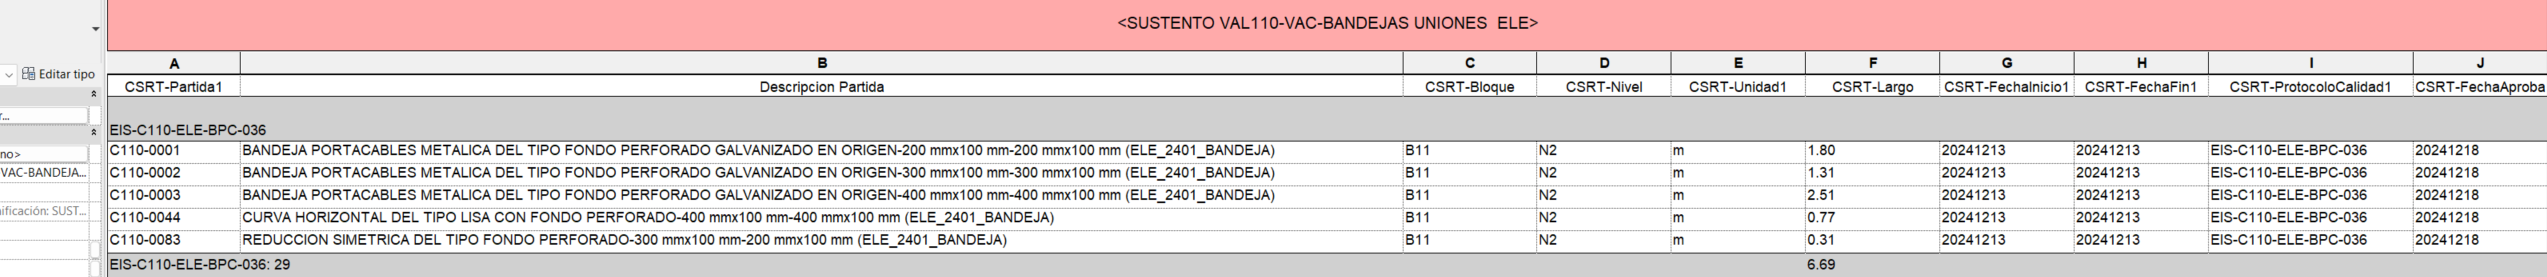 <SUSTENTO VAL110-VAC-BANDEJAS UNIONES  ELE>
A B C D E F G H I J
Editar tipo
CSRT-Partida1 Descripcion Partida CSRT-Bloque CSRT-Nivel CSRT-Unidad1 CSRT-Largo CSRT-FechaInicio1 CSRT-FechaFin1 CSRT-ProtocoloCalidad1 CSRT-FechaAproba
r...
EIS-C110-ELE-BPC-036
no> C110-0001 BANDEJA PORTACABLES METALICA DEL TIPO FONDO PERFORADO GALVANIZADO EN ORIGEN-200 mmx100 mm-200 mmx100 mm (ELE_2401_BANDEJA) B11 N2 m 1.80 20241213 20241213 EIS-C110-ELE-BPC-036 20241218
VAC-BANDEJA... C110-0002 BANDEJA PORTACABLES METALICA DEL TIPO FONDO PERFORADO GALVANIZADO EN ORIGEN-300 mmx100 mm-300 mmx100 mm (ELE_2401_BANDEJA) B11 N2 m 1.31 20241213 20241213 EIS-C110-ELE-BPC-036 20241218
C110-0003 BANDEJA PORTACABLES METALICA DEL TIPO FONDO PERFORADO GALVANIZADO EN ORIGEN-400 mmx100 mm-400 mmx100 mm (ELE_2401_BANDEJA) B11 N2 m 2.51 20241213 20241213 EIS-C110-ELE-BPC-036 20241218
nificación: SUST... C110-0044 CURVA HORIZONTAL DEL TIPO LISA CON FONDO PERFORADO-400 mmx100 mm-400 mmx100 mm (ELE_2401_BANDEJA) B11 N2 m 0.77 20241213 20241213 EIS-C110-ELE-BPC-036 20241218
C110-0083 REDUCCION SIMETRICA DEL TIPO FONDO PERFORADO-300 mmx100 mm-200 mmx100 mm (ELE_2401_BANDEJA) B11 N2 m 0.31 20241213 20241213 EIS-C110-ELE-BPC-036 20241218
EIS-C110-ELE-BPC-036: 29 6.69